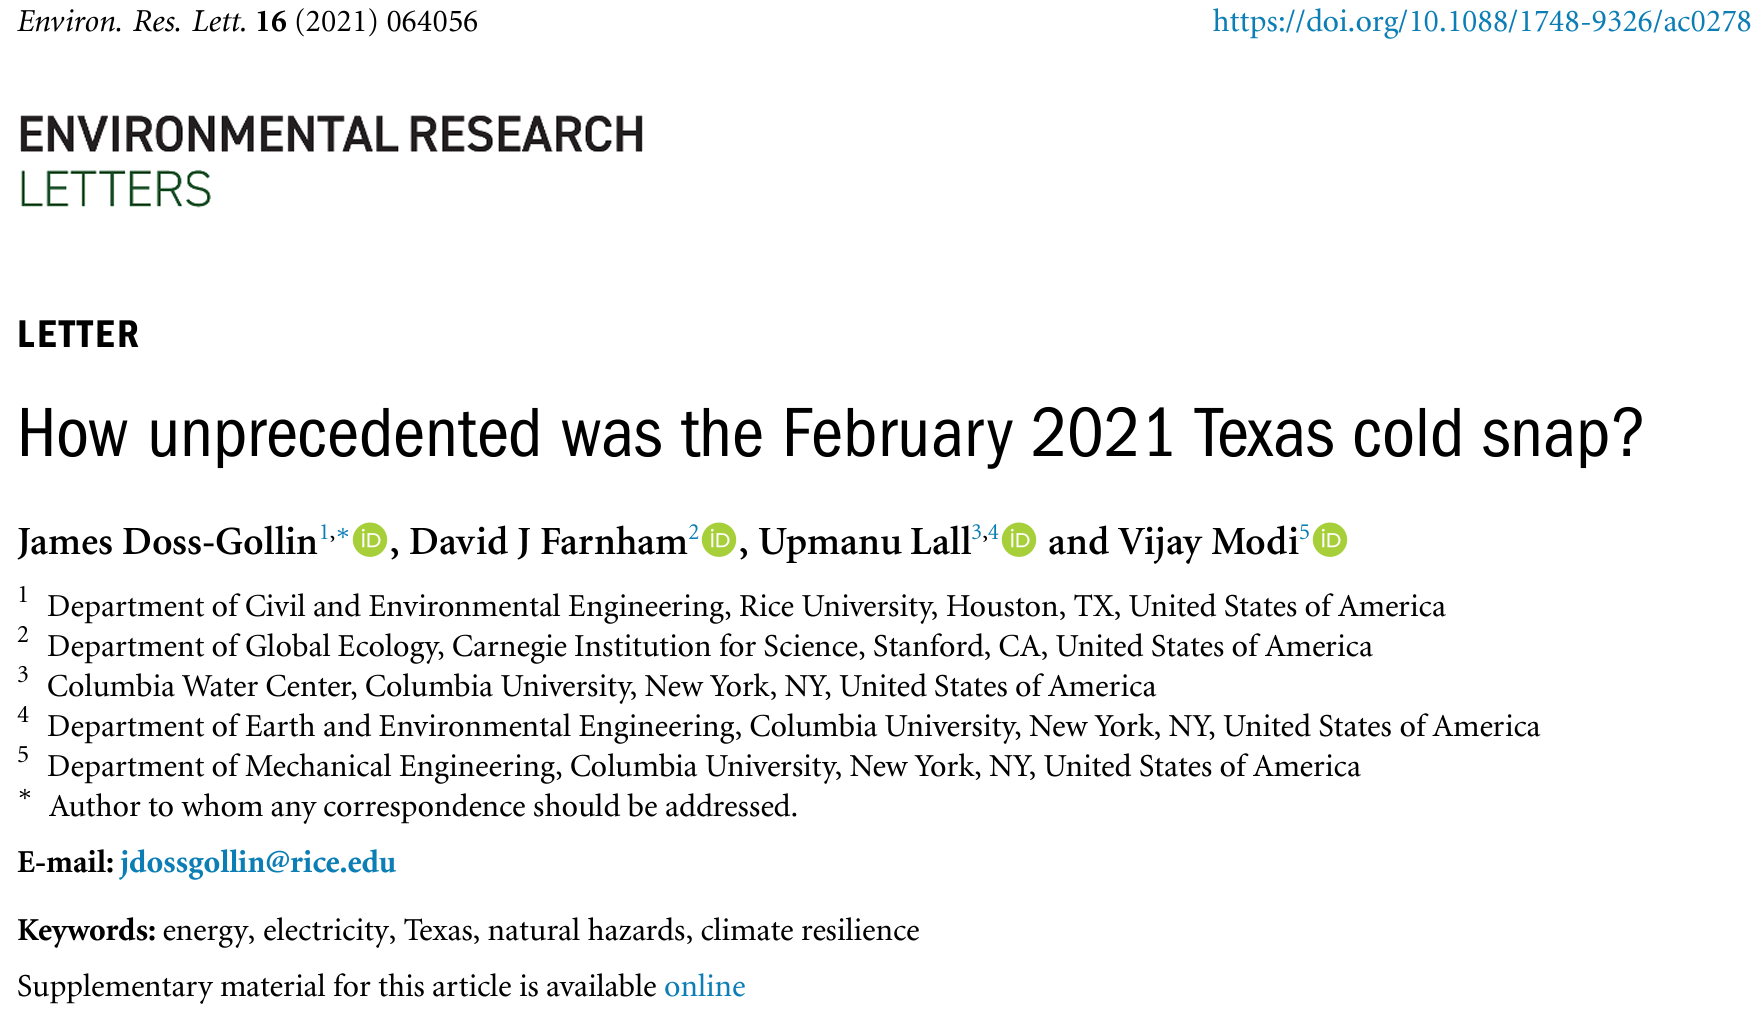 Environ. Res. Lett. 16 (2021) 064056 https://doi.org/10.1088/1748-9326/ac0278
ENVIRONMENTAL RESEARCH
LETTERS
LETTER
How unprecedented was the February 2021 Texas cold snap?
James Doss-Gollin1,* iD, David J Farnham2 iD, Upmanu Lall3,4 iD and Vijay Modi5 iD
1 Department of Civil and Environmental Engineering, Rice University, Houston, TX, United States of America
2 Department of Global Ecology, Carnegie Institution for Science, Stanford, CA, United States of America
3 Columbia Water Center, Columbia University, New York, NY, United States of America
4 Department of Earth and Environmental Engineering, Columbia University, New York, NY, United States of America
5 Department of Mechanical Engineering, Columbia University, New York, NY, United States of America
* Author to whom any correspondence should be addressed.
E-mail: jdossgollin@rice.edu
Keywords: energy, electricity, Texas, natural hazards, climate resilience
Supplementary material for this article is available online